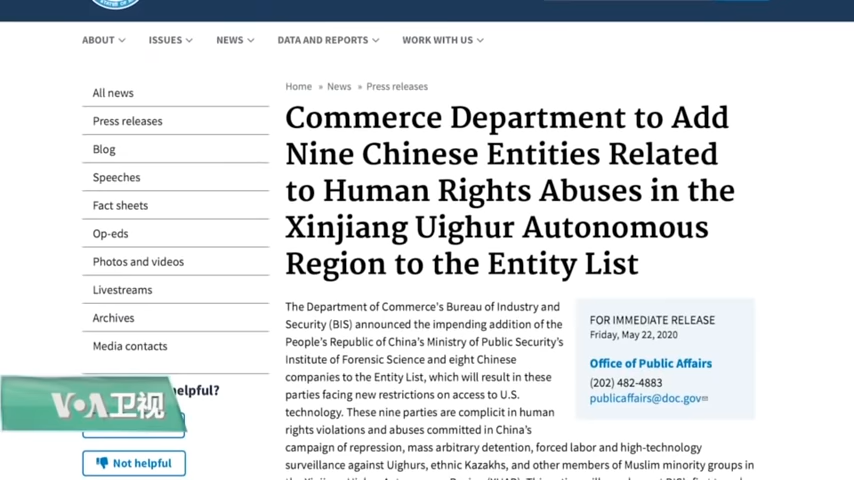 ABOUT ISSUES NEWS DATA AND REPORTS WORK WITH US
Home » News » Press releases
All news
Press releases
Blog
Speeches
Fact sheets
Op-eds
Photos and videos
Livestreams
Archives
Media contacts
helpful?
Not helpful
Commerce Department to Add
Nine Chinese Entities Related
to Human Rights Abuses in the
Xinjiang Uighur Autonomous
Region to the Entity List
The Department of Commerce's Bureau of Industry and
Security (BIS) announced the impending addition of the
People's Republic of China's Ministry of Public Security's
Institute of Forensic Science and eight Chinese
companies to the Entity List, which will result in these
parties facing new restrictions on access to U.S.
technology. These nine parties are complicit in human
rights violations and abuses committed in China's
campaign of repression, mass arbitrary detention, forced labor and high-technology
surveillance against Uighurs, ethnic Kazakhs, and other members of Muslim minority groups in
FOR IMMEDIATE RELEASE
Friday, May 22, 2020
Office of Public Affairs
(202) 482-4883
publicaffairs@doc.gov
VOA卫视